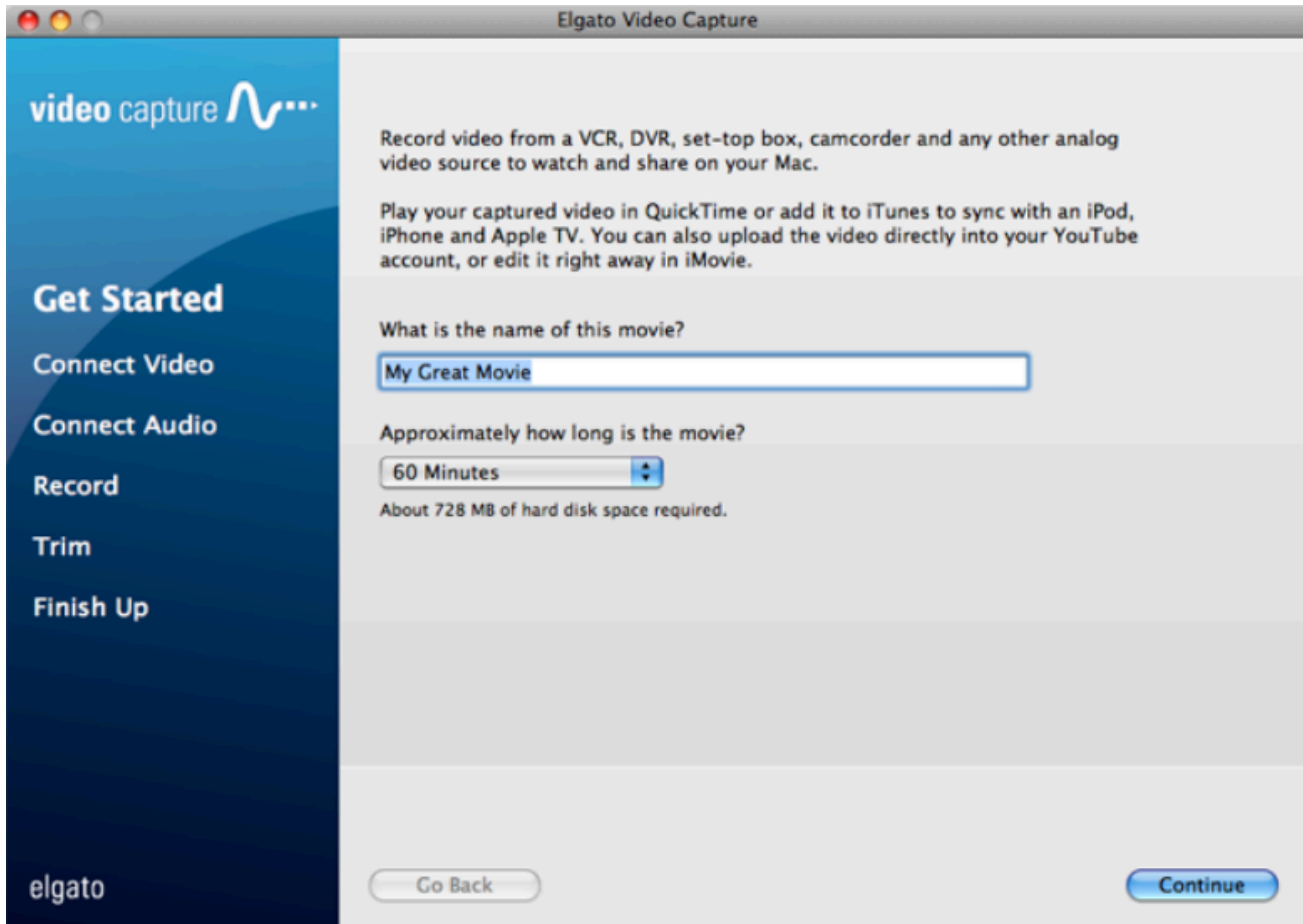 Elgato Video Capture
video capture
Get Started
Connect Video
Connect Audio
Record
Trim
Finish Up
elgato
Record video from a VCR, DVR, set-top box, camcorder and any other analog
video source to watch and share on your Mac.
Play your captured video in QuickTime or add it to iTunes to sync with an iPod,
iPhone and Apple TV. You can also upload the video directly into your YouTube
account, or edit it right away in iMovie.
What is the name of this movie?
My Great Movie
Approximately how long is the movie?
60 Minutes
About 728 MB of hard disk space required.
Go Back
Continue